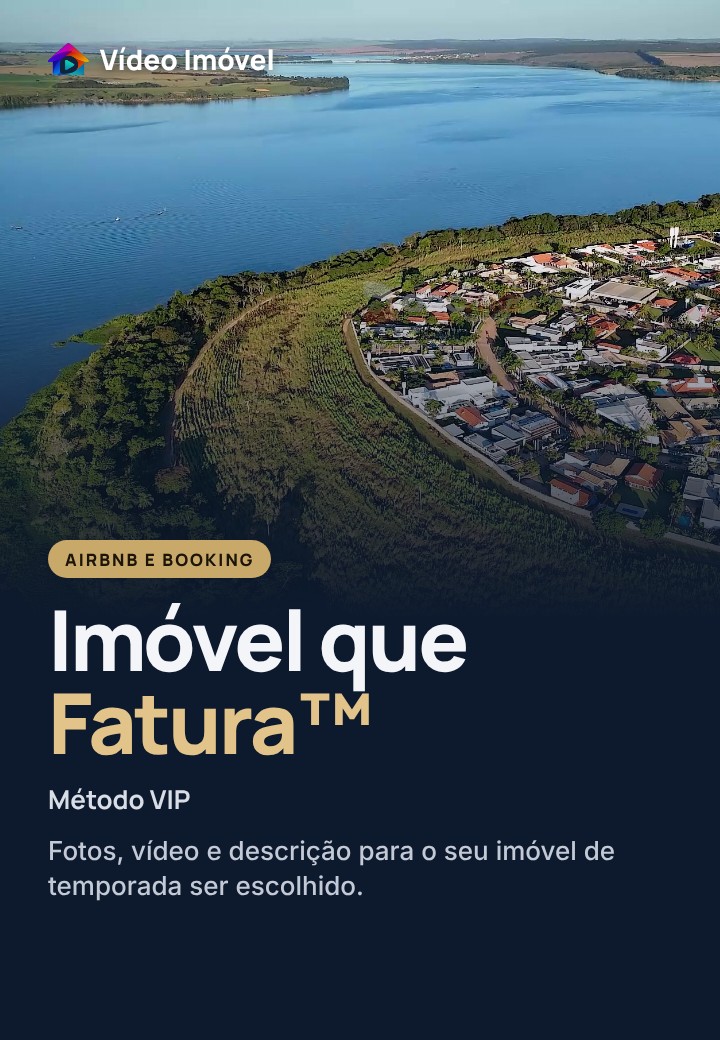 Vídeo Imóvel
AIRBNB E BOOKING
Imóvel que
Fatura™
Método VIP
Fotos, vídeo e descrição para o seu imóvel de
temporada ser escolhido.